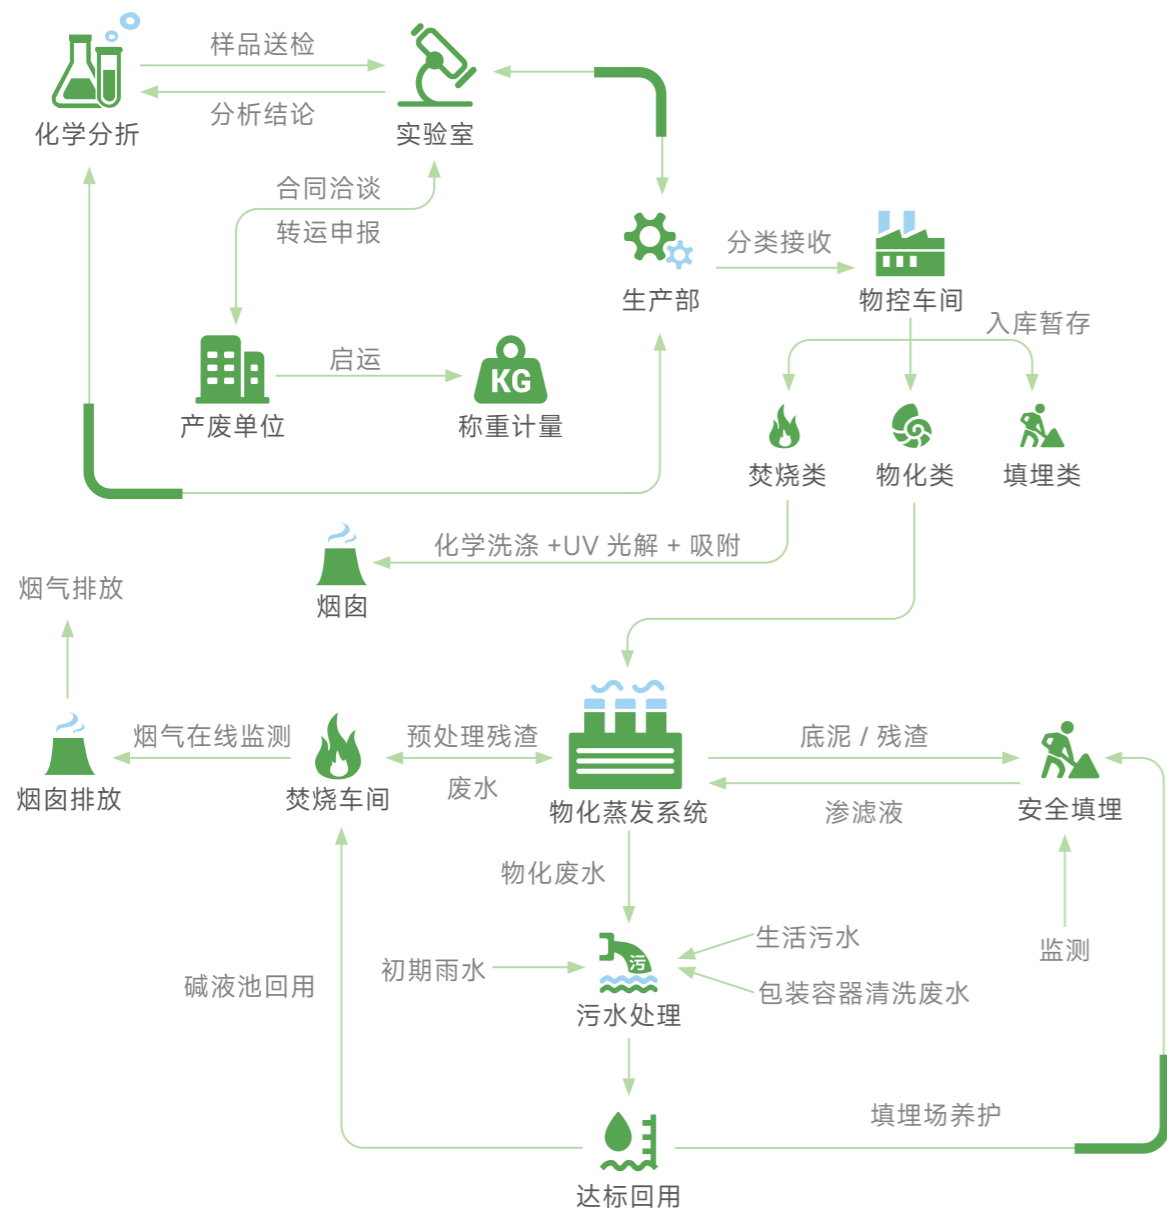 样品送检
分析结论
化学分折
实验室
合同洽谈
转运申报
分类接收
生产部
物控车间
入库暂存
启运
KG
产废单位
称重计量
焚烧类
物化类
填埋类
化学洗涤 +UV 光解 + 吸附
烟囱
烟气排放
烟气在线监测
预处理残渣
废水
底泥 / 残渣
渗滤液
烟囱排放
焚烧车间
物化蒸发系统
安全填埋
物化废水
生活污水
监测
初期雨水
污
碱液池回用
包装容器清洗废水
污水处理
填埋场养护
达标回用